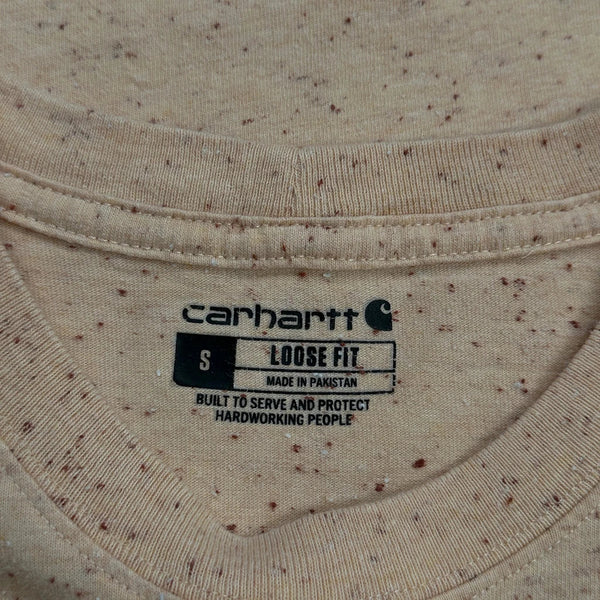 carhartt
S LOOSE FIT
MADE IN PAKISTAN
BUILT TO SERVE AND PROTECT
HARDWORKING PEOPLE